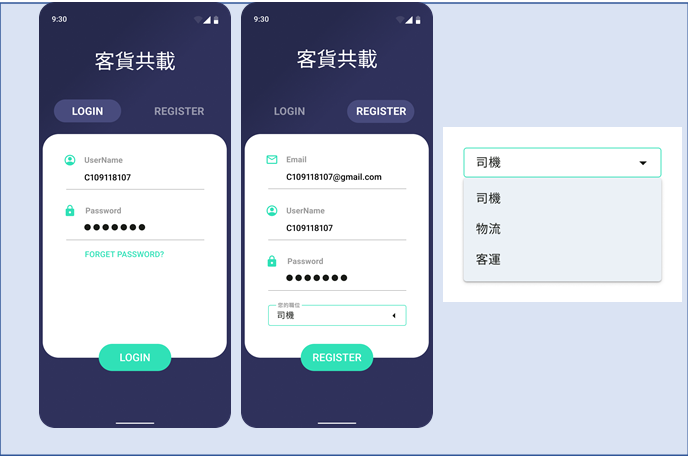 9:30
客貨共載
LOGIN
REGISTER
UserName
C109118107
Password
FORGET PASSWORD?
LOGIN
9:30
客貨共載
LOGIN
REGISTER
Email
C109118107@gmail.com
UserName
C109118107
Password
您的職位
司機
REGISTER
司機
司機
物流
客運